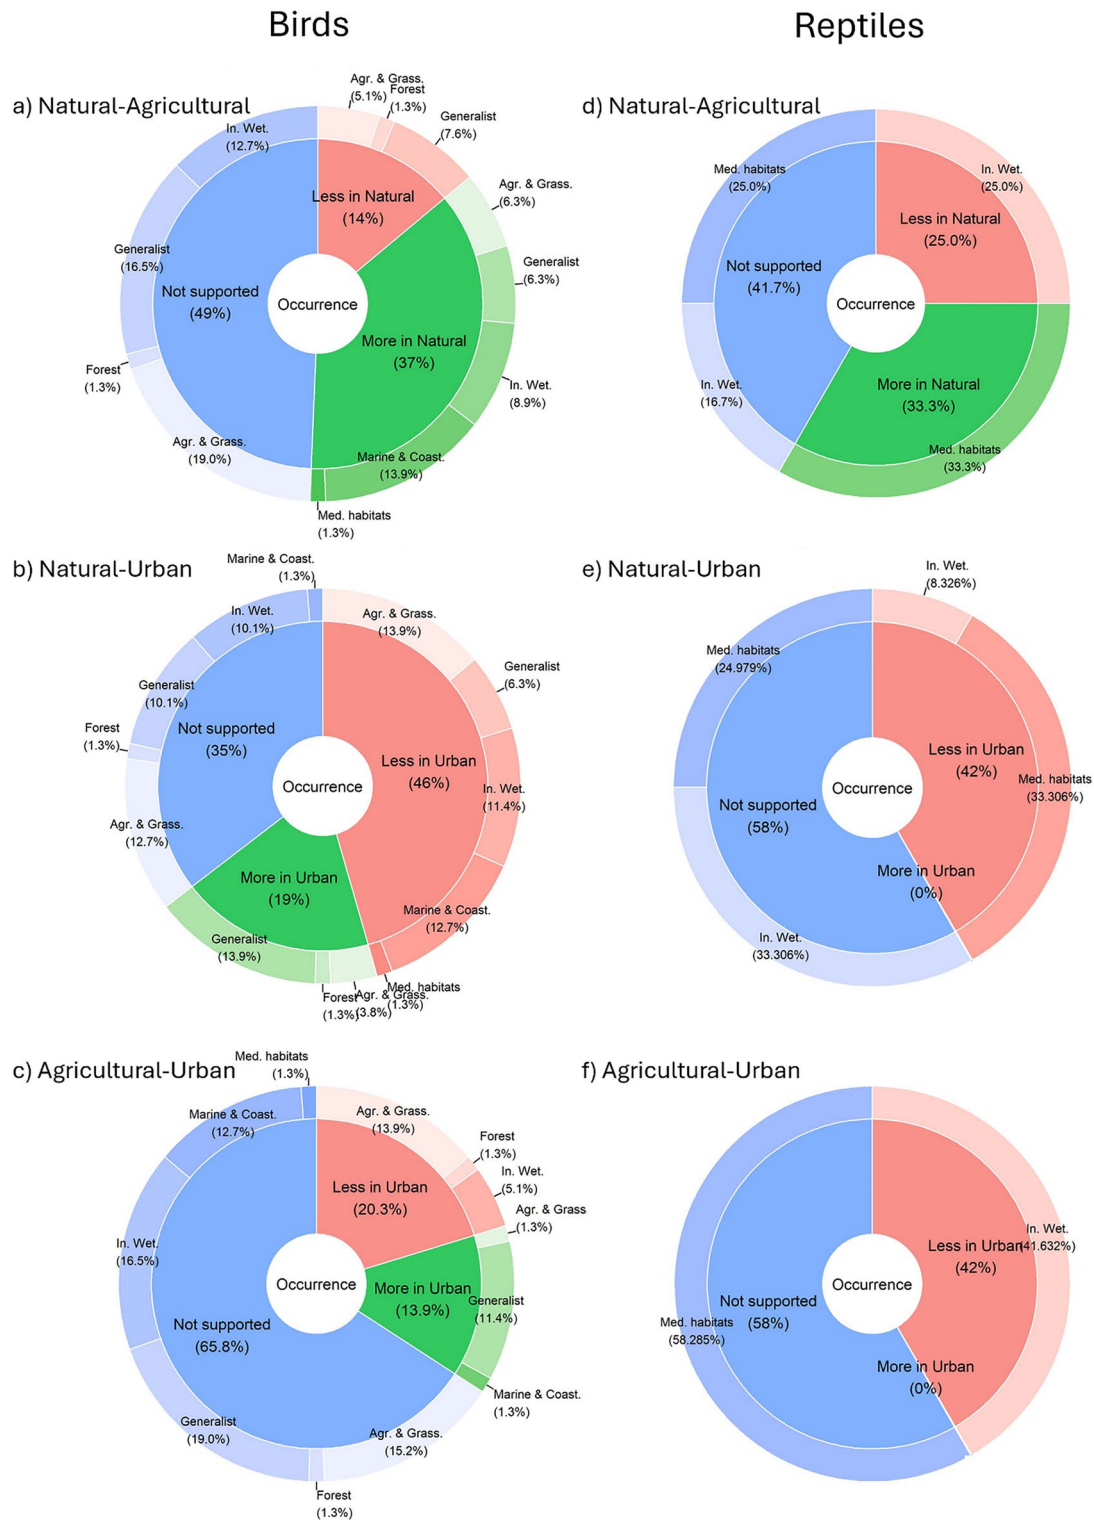 Birds
Reptiles
a) Natural-Agricultural
Agr. & Grass.
(5.1%)
Forest
(1.3%)
Generalist
(7.6%)
In. Wet.
(12.7%)
Less in Natural
(14%)
Agr. & Grass.
(6.3%)
Generalist
(16.5%)
Not supported
(49%)
Occurrence
Generalist
(6.3%)
More in Natural
(37%)
Forest
(1.3%)
In. Wet.
(8.9%)
Agr. & Grass.
(19.0%)
Marine & Coast.
(13.9%)
Med. habitats
(1.3%)
d) Natural-Agricultural
Med. habitats
(25.0%)
In. Wet.
(25.0%)
Less in Natural
(25.0%)
Not supported
(41.7%)
Occurrence
More in Natural
(33.3%)
In. Wet.
(16.7%)
Med. habitats
(33.3%)
b) Natural-Urban
Marine & Coast.
(1.3%)
In. Wet.
(10.1%)
Agr. & Grass.
(13.9%)
Generalist
(6.3%)
Generalist
(10.1%)
Not supported
(35%)
Forest
(1.3%)
Less in Urban
(46%)
Occurrence
In. Wet.
(11.4%)
Agr. & Grass.
(12.7%)
More in Urban
(19%)
Marine & Coast.
(12.7%)
Generalist
(13.9%)
Med. habitats
(1.3%)
Agr. & Grass.
(3.8%)
Forest
(1.3%)
e) Natural-Urban
In. Wet.
(8.326%)
Med. habitats
(24.979%)
Less in Urban
(42%)
Med. habitats
(33.306%)
Occurrence
Not supported
(58%)
More in Urban
(0%)
In. Wet.
(33.306%)
c) Agricultural-Urban
Med. habitats
(1.3%)
Marine & Coast.
(12.7%)
Agr. & Grass.
(13.9%)
Forest
(1.3%)
In. Wet.
(5.1%)
Less in Urban
(20.3%)
Agr. & Grass
(1.3%)
In. Wet.
(16.5%)
Occurrence
More in Urban
(13.9%)
Generalist
(11.4%)
Not supported
(65.8%)
Marine & Coast.
(1.3%)
Generalist
(19.0%)
Agr. & Grass.
(15.2%)
Forest
(1.3%)
f) Agricultural-Urban
In. Wet.
(41.632%)
Less in Urban
(42%)
Occurrence
Not supported
(58%)
Med. habitats
(58.285%)
More in Urban
(0%)